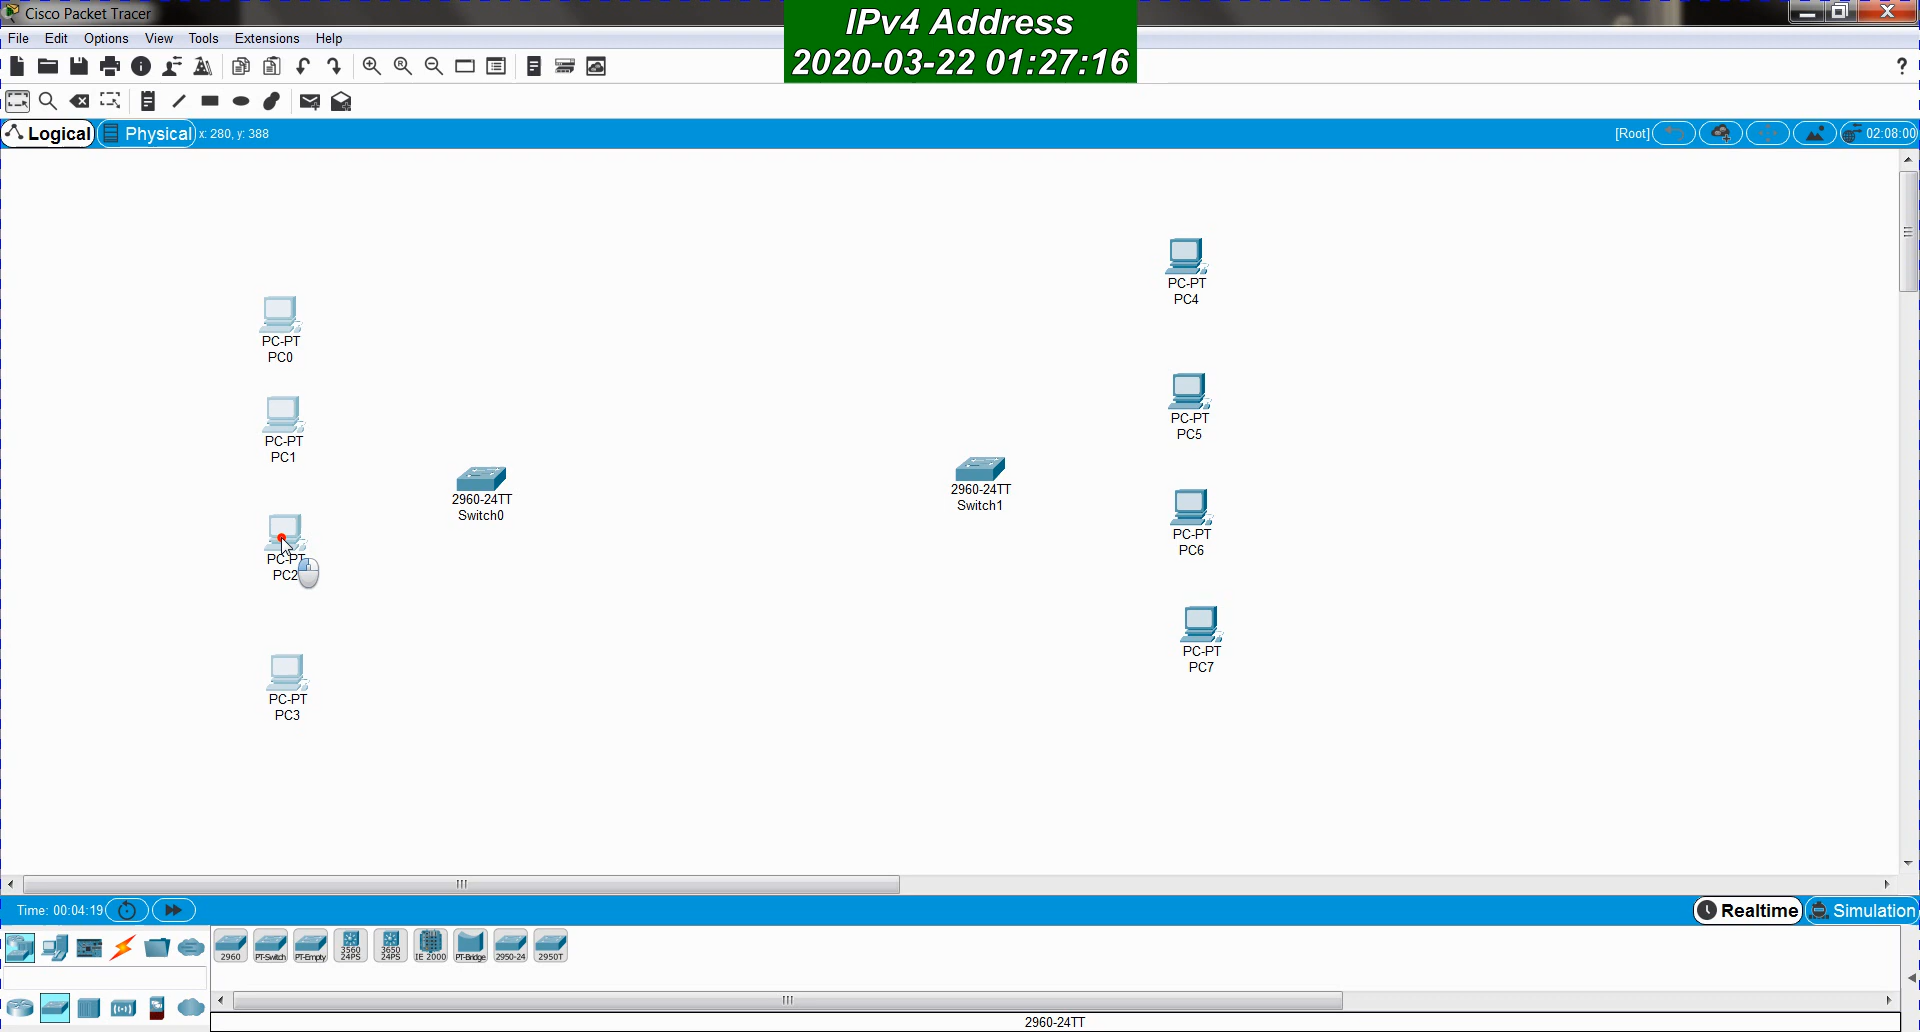 Cisco Packet Tracer
IPv4 Address
2020-03-22 01:27:16
File Edit Options View Tools Extensions Help
Logical Physical x: 280, y: 388 [Root] 02:08:00
PC-PT
PC4
PC-PT
PC0
PC-PT
PC5
PC-PT
PC1
2960-24TT
Switch0
2960-24TT
Switch1
PC-PT
PC6
PC-PT
PC2
PC-PT
PC7
PC-PT
PC3
Time: 00:04:19 Realtime Simulation
2960 PT-Switch PT-Empty 3560 24PS 3650 24PS IE 2000 PT-Bridge 2950-24 2950T
2960-24TT